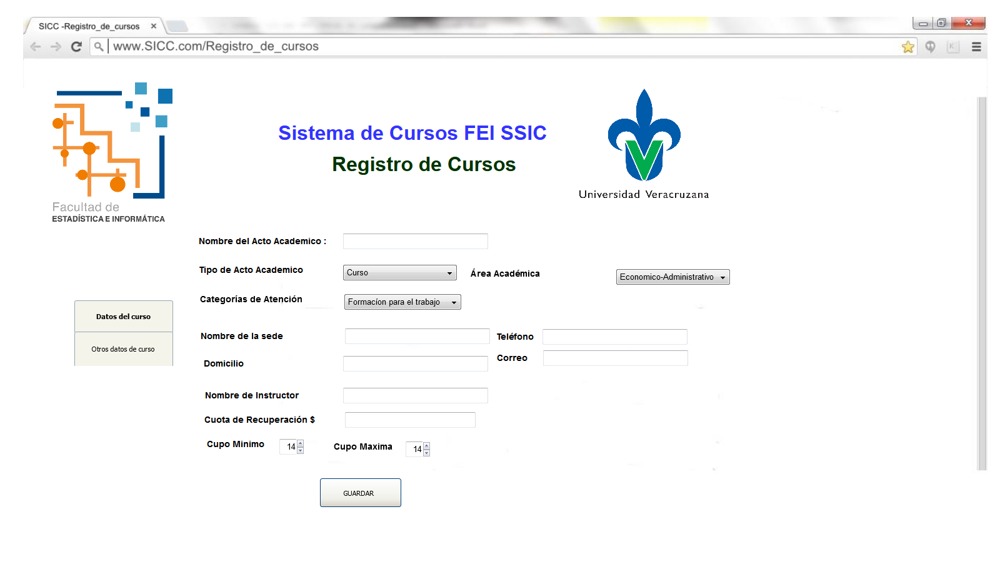 SICC -Registro_de_cursos
www.SICC.com/Registro_de_cursos
Sistema de Cursos FEI SSIC
Registro de Cursos
Universidad Veracruzana
Facultad de
ESTADÍSTICA E INFORMÁTICA
Nombre del Acto Academico :
Tipo de Acto Academico Curso Área Académica Economico-Administrativo
Categorías de Atención Formacíon para el trabajo
Datos del curso
Otros datos de curso
Nombre de la sede Teléfono
Domicilio Correo
Nombre de Instructor
Cuota de Recuperación $
Cupo Minimo 14 Cupo Maxima 14
GUARDAR